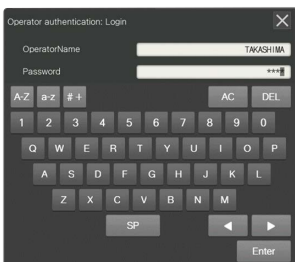 Operator authentication: Login
OperatorName TAKASHIMA
Password ***
A-Z a-z #+ AC DEL
1 2 3 4 5 6 7 8 9 0
Q W E R T Y U I O P
A S D F G H J K L
Z X C V B N M
SP
Enter